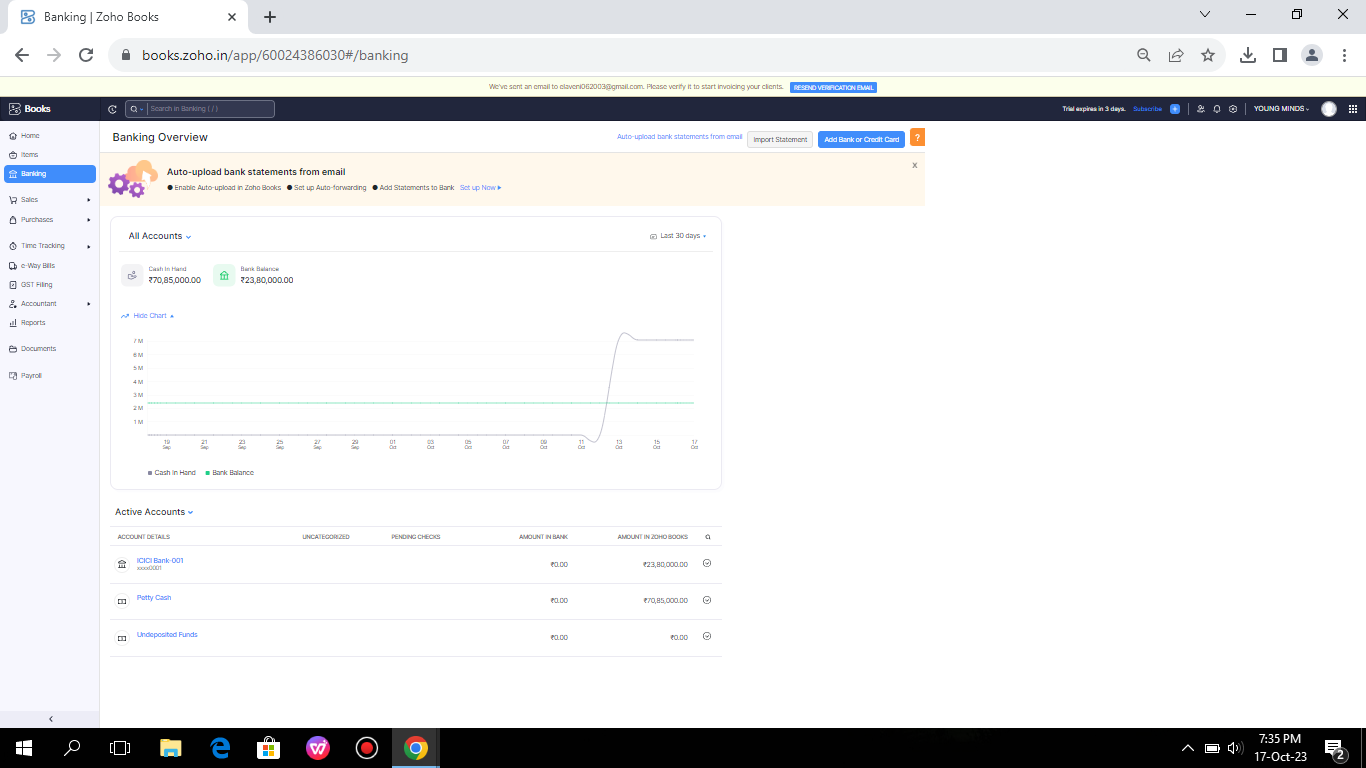 Banking | Zoho Books
books.zoho.in/app/60024386030#/banking
We've sent an email to elaveni062003@gmail.com. Please verify it to start invoicing your clients. RESEND VERIFICATION EMAIL
Books
Search in Banking ( / )
Trial expires in 3 days. Subscribe
YOUNG MINDS
Home
Items
Banking
Sales
Purchases
Time Tracking
e-Way Bills
GST Filing
Accountant
Reports
Documents
Payroll
Banking Overview
Auto-upload bank statements from email
Import Statement
Add Bank or Credit Card
?
Auto-upload bank statements from email
x
● Enable Auto-upload in Zoho Books ● Set up Auto-forwarding ● Add Statements to Bank Set up Now
All Accounts
Last 30 days
Cash In Hand
₹70,85,000.00
Bank Balance
₹23,80,000.00
Hide Chart
7 M
6 M
5 M
4 M
3 M
2 M
1 M
19 Sep
21 Sep
23 Sep
25 Sep
27 Sep
29 Sep
01 Oct
03 Oct
05 Oct
07 Oct
09 Oct
11 Oct
13 Oct
15 Oct
17 Oct
Cash In Hand
Bank Balance
Active Accounts
ACCOUNT DETAILS UNCATEGORIZED PENDING CHECKS AMOUNT IN BANK AMOUNT IN ZOHO BOOKS
ICICI Bank-001 ₹0.00 ₹23,80,000.00
xxxx0001
Petty Cash ₹0.00 ₹70,85,000.00
Undeposited Funds ₹0.00 ₹0.00
7:35 PM
17-Oct-23
2